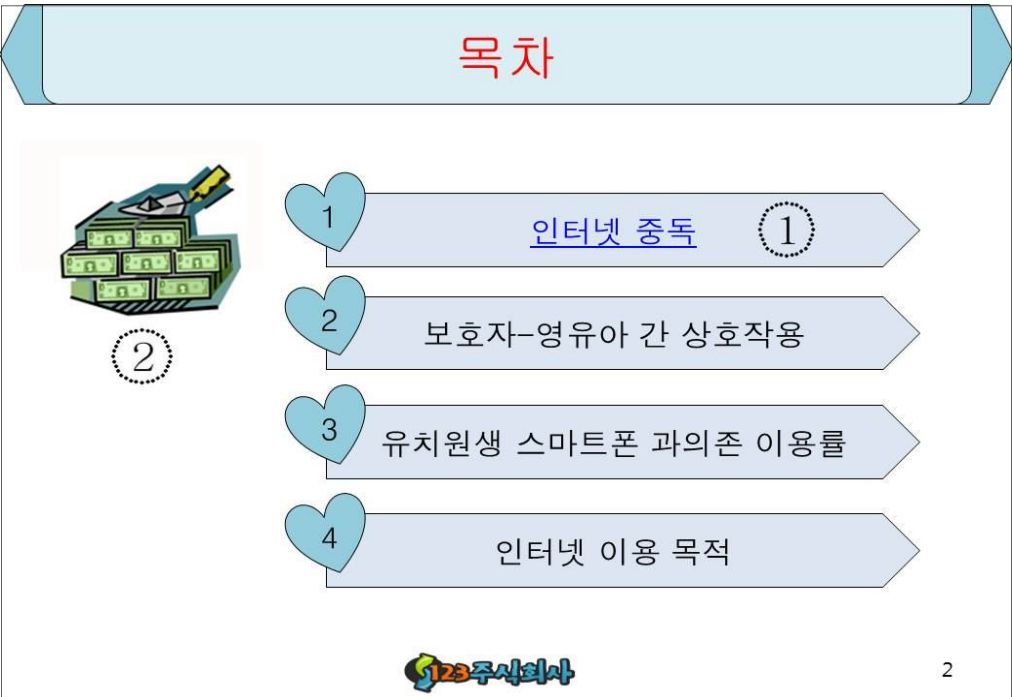 목차
1
인터넷 중독
①
2
보호자-영유아 간 상호작용
②
3
유치원생 스마트폰 과의존 이용률
4
인터넷 이용 목적
123주식회사
2